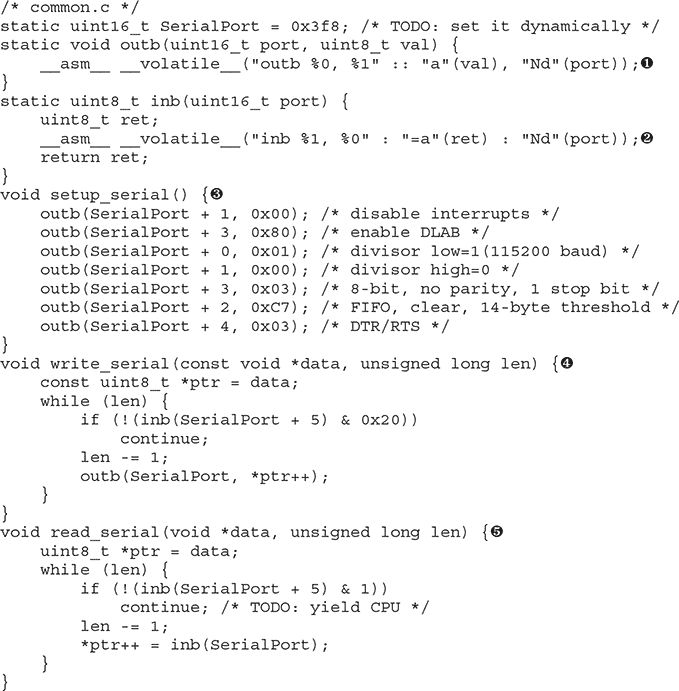 /* common.c */
static uint16_t SerialPort = 0x3f8; /* TODO: set it dynamically */
static void outb(uint16_t port, uint8_t val) {
    __asm__ __volatile__("outb %0, %1" :: "a"(val), "Nd"(port));❶
}
static uint8_t inb(uint16_t port) {
    uint8_t ret;
    __asm__ __volatile__("inb %1, %0" : "=a"(ret) : "Nd"(port));❷
    return ret;
}
void setup_serial() {❸
    outb(SerialPort + 1, 0x00); /* disable interrupts */
    outb(SerialPort + 3, 0x80); /* enable DLAB */
    outb(SerialPort + 0, 0x01); /* divisor low=1(115200 baud) */
    outb(SerialPort + 1, 0x00); /* divisor high=0 */
    outb(SerialPort + 3, 0x03); /* 8-bit, no parity, 1 stop bit */
    outb(SerialPort + 2, 0xC7); /* FIFO, clear, 14-byte threshold */
    outb(SerialPort + 4, 0x03); /* DTR/RTS */
}
void write_serial(const void *data, unsigned long len) {❹
    const uint8_t *ptr = data;
    while (len) {
        if (!(inb(SerialPort + 5) & 0x20))
            continue;
        len -= 1;
        outb(SerialPort, *ptr++);
    }
}
void read_serial(void *data, unsigned long len) {❺
    uint8_t *ptr = data;
    while (len) {
        if (!(inb(SerialPort + 5) & 1))
            continue; /* TODO: yield CPU */
        len -= 1;
        *ptr++ = inb(SerialPort);
    }
}